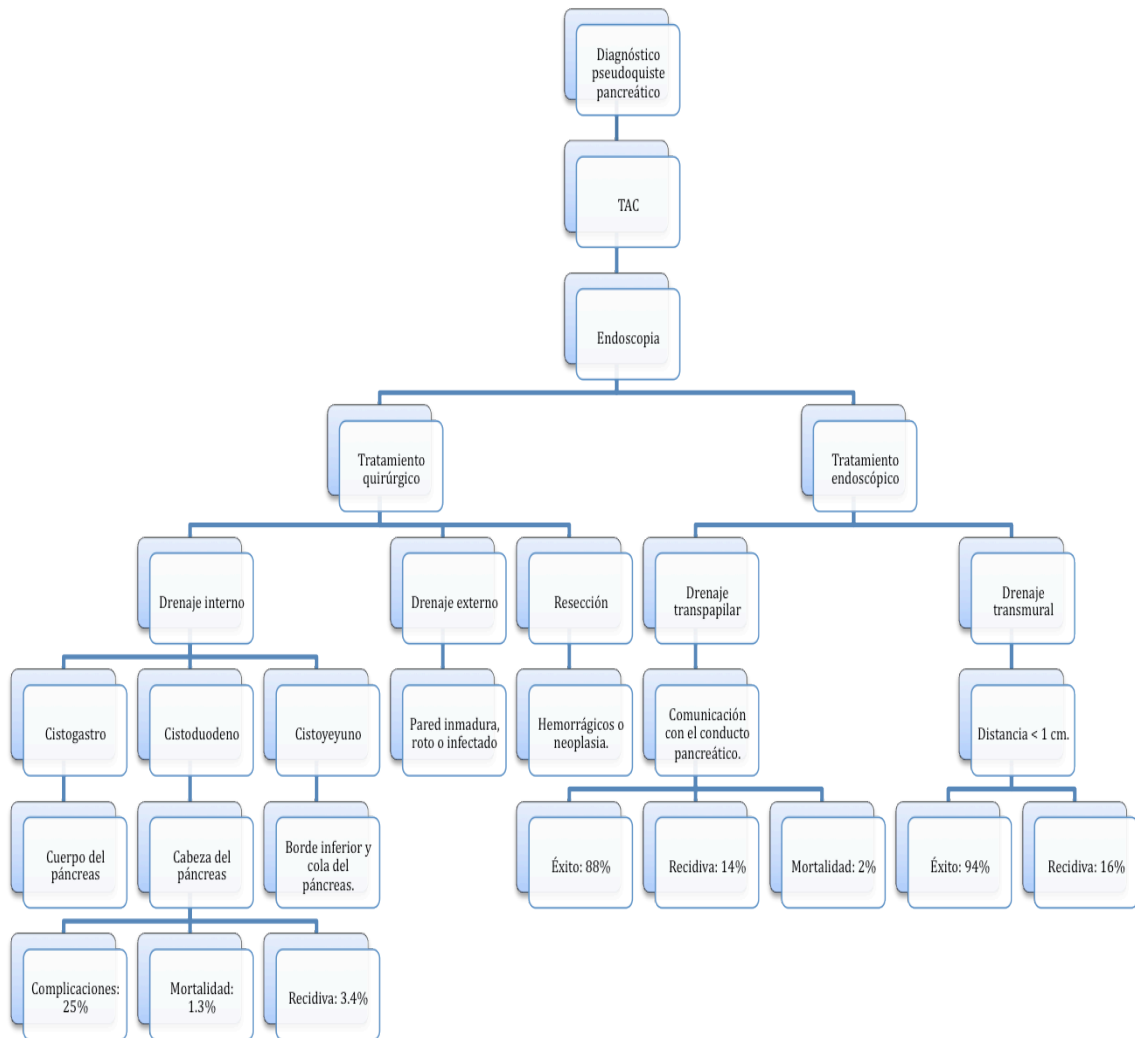 Diagnóstico
pseudoquiste
pancreático
TAC
Endoscopia
Tratamiento
quirúrgico
Tratamiento
endoscópico
Drenaje interno
Drenaje externo
Resección
Drenaje
transpapilar
Drenaje
transmural
Cistogastro
Cistoduodeno
Cistoyeyuno
Pared inmadura,
roto o infectado
Hemorrágicos o
neoplasia.
Comunicación
con el conducto
pancreático.
Distancia < 1 cm.
Cuerpo del
páncreas
Cabeza del
páncreas
Borde inferior y
cola del
páncreas.
Éxito: 88%
Recidiva: 14%
Mortalidad: 2%
Éxito: 94%
Recidiva: 16%
Complicaciones:
25%
Mortalidad:
1.3%
Recidiva: 3.4%